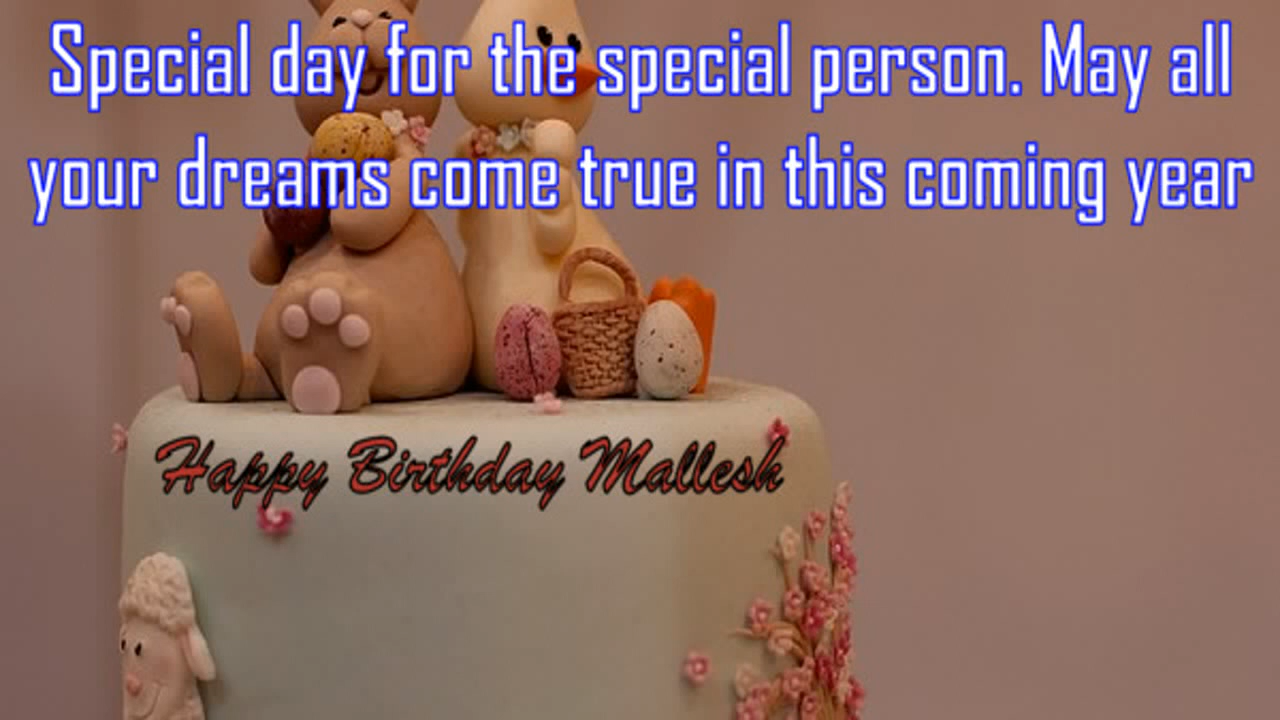 Special day for the special person. May all
your dreams come true in this coming year
Happy Birthday Mallesh